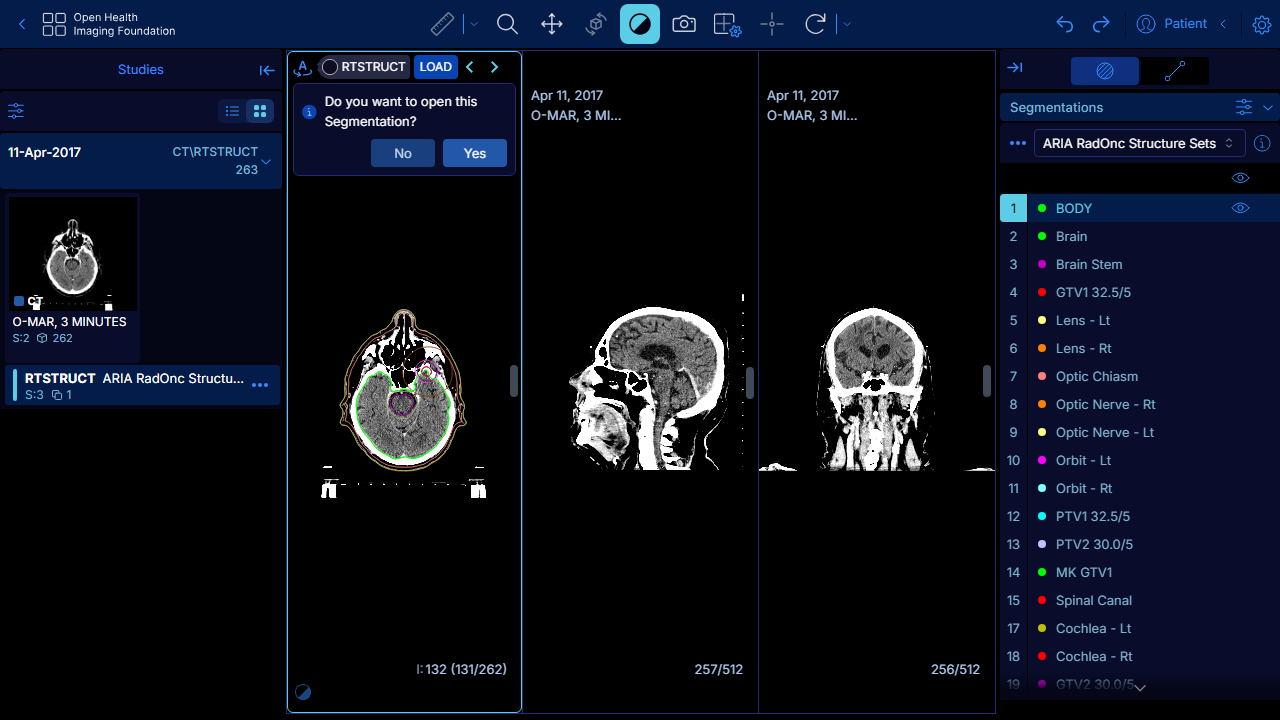 Open Health
Imaging Foundation
Patient
Studies
11-Apr-2017
CT\RTSTRUCT
263
CT
O-MAR, 3 MINUTES
S:2 262
RTSTRUCT ARIA RadOnc Structu...
S:3 1
A RTSTRUCT LOAD
Do you want to open this
Segmentation?
No Yes
I: 132 (131/262)
Apr 11, 2017
O-MAR, 3 MI...
257/512
Apr 11, 2017
O-MAR, 3 MI...
256/512
Segmentations
ARIA RadOnc Structure Sets
1 BODY
2 Brain
3 Brain Stem
4 GTV1 32.5/5
5 Lens - Lt
6 Lens - Rt
7 Optic Chiasm
8 Optic Nerve - Rt
9 Optic Nerve - Lt
10 Orbit - Lt
11 Orbit - Rt
12 PTV1 32.5/5
13 PTV2 30.0/5
14 MK GTV1
15 Spinal Canal
17 Cochlea - Lt
18 Cochlea - Rt
19 GTV2 30.0/5